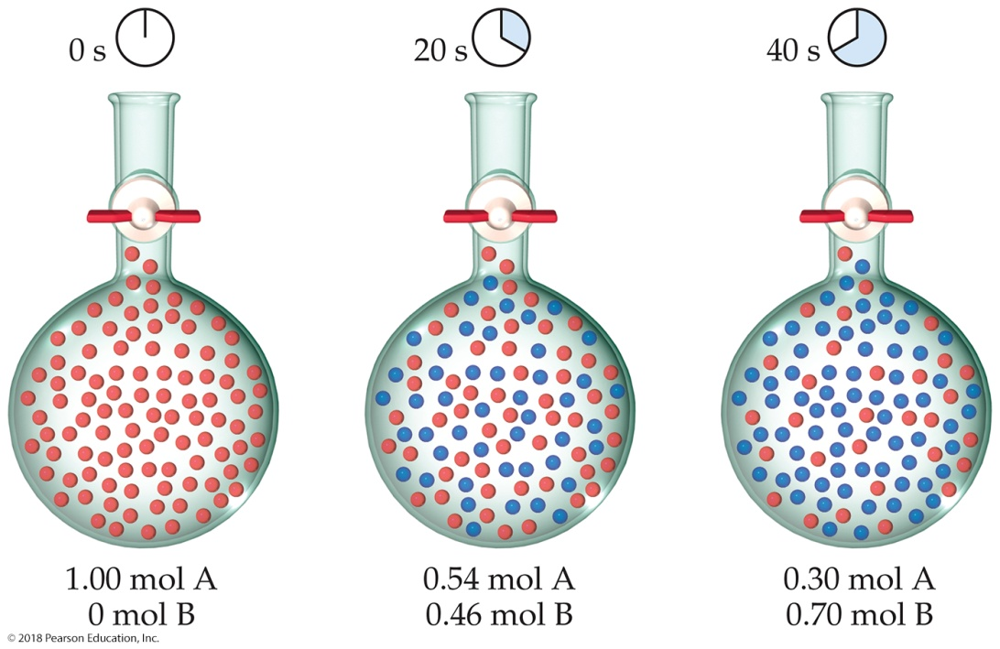 0 s
20 s
40 s
1.00 mol A
0 mol B
0.54 mol A
0.46 mol B
0.30 mol A
0.70 mol B
© 2018 Pearson Education, Inc.